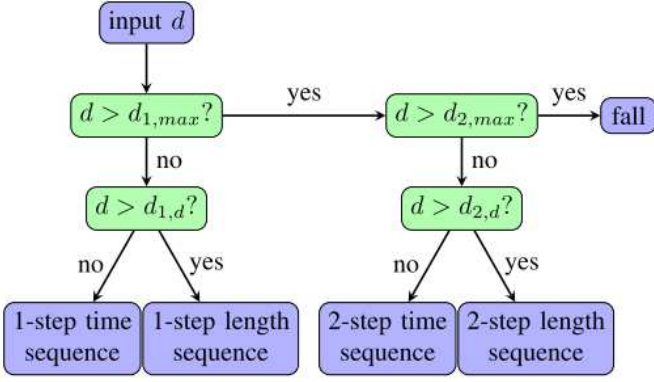 input d
yes
yes
d > d₁,max?
d > d₂,max?
fall
no
no
d > d₁,d?
d > d₂,d?
no
yes
no
yes
1-step time
sequence
1-step length
sequence
2-step time
sequence
2-step length
sequence